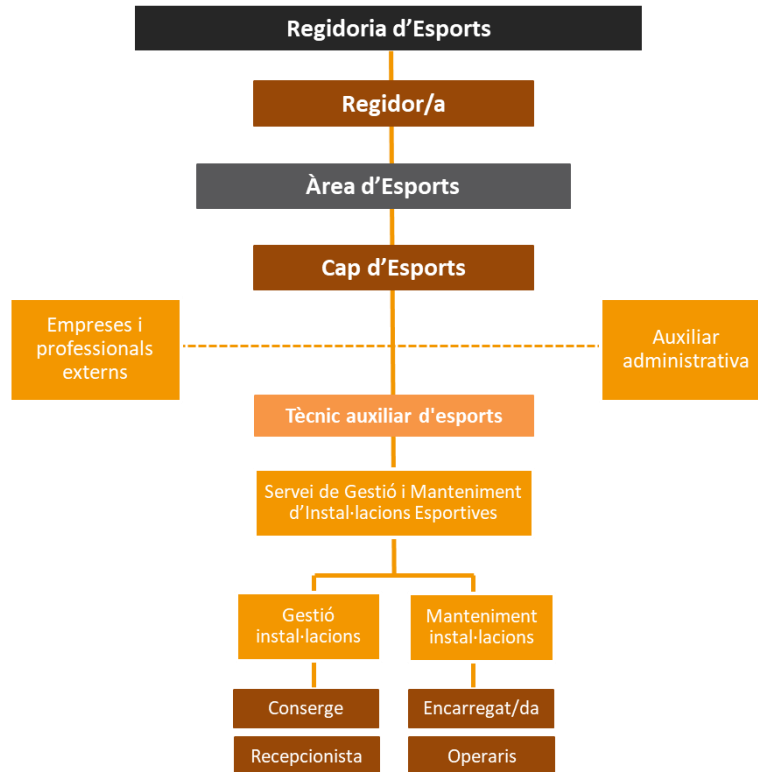 Regidoria d’Esports
Regidor/a
Àrea d’Esports
Cap d’Esports
Empreses i
professionals
externs
Auxiliar
administrativa
Tècnic auxiliar d'esports
Servei de Gestió i Manteniment
d’Instal·lacions Esportives
Gestió
instal·lacions
Manteniment
instal·lacions
Conserge
Encarregat/da
Recepcionista
Operaris